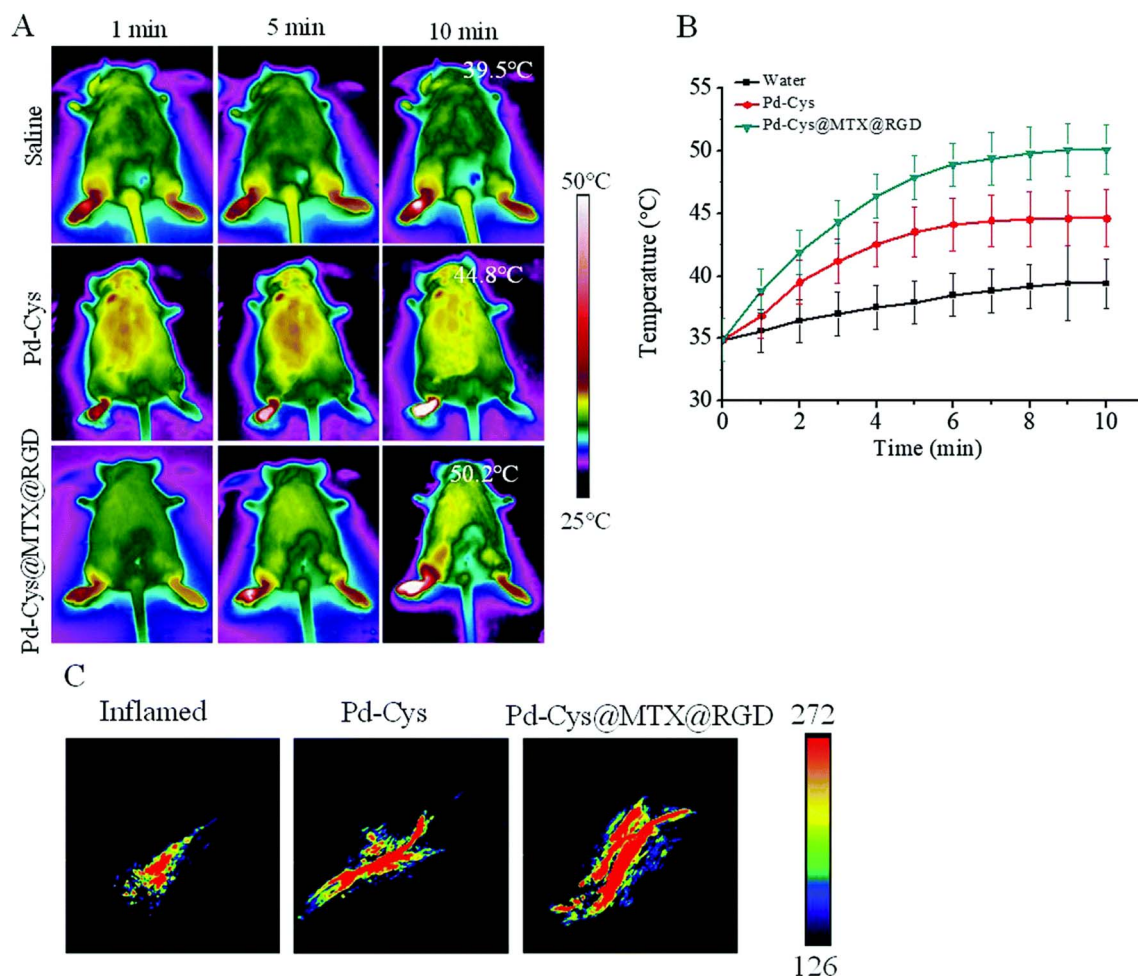 A
1 min
5 min
10 min
Saline
39.5°C
Pd-Cys
44.8°C
Pd-Cys@MTX@RGD
50.2°C
50°C
25°C
B
Water
Pd-Cys
Pd-Cys@MTX@RGD
Temperature (°C)
55
50
45
40
35
30
0
2
4
6
8
10
Time (min)
C
Inflamed
Pd-Cys
Pd-Cys@MTX@RGD
272
126